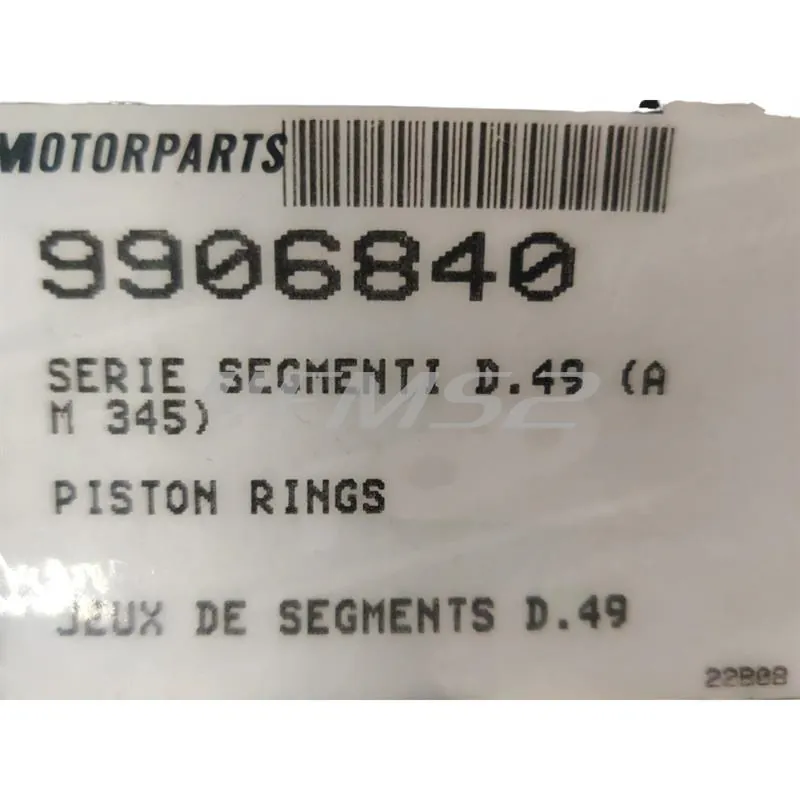 MOTORPARTS
9906840
SERIE SEGMENTI D.49 (A
M 345)
PISTON RINGS
JEUX DE SEGMENTS D.49
22B08